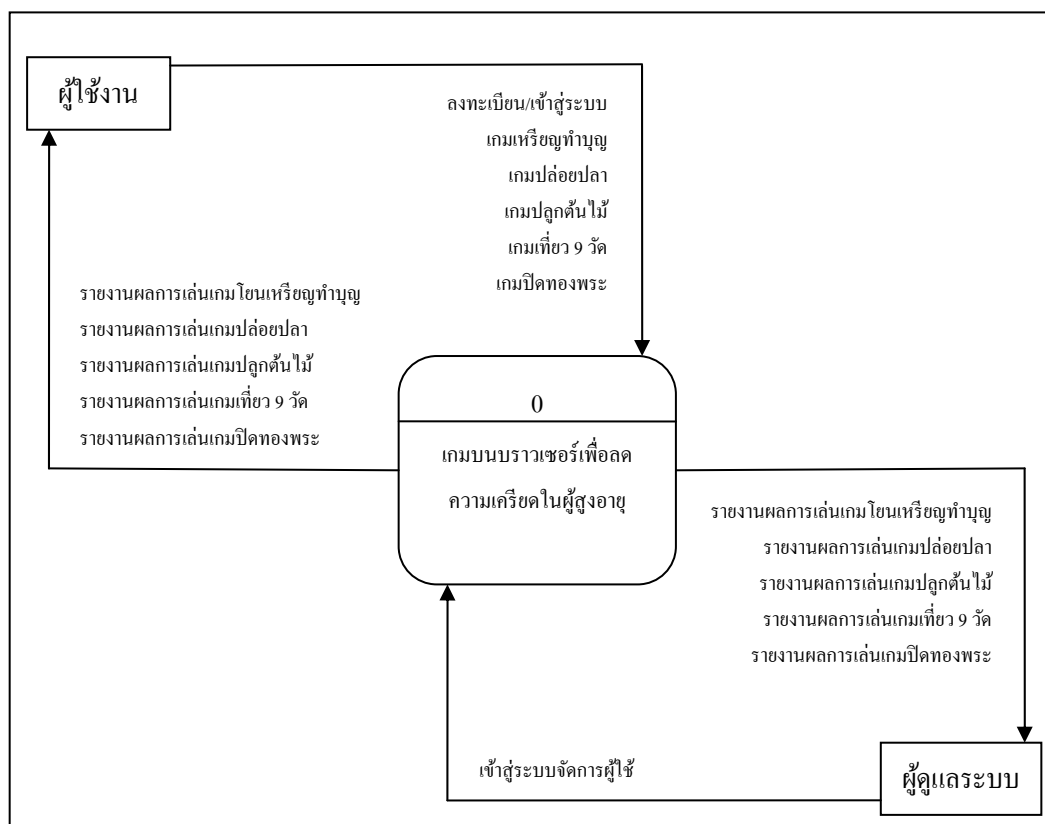 ผู้ใช้งาน
ลงทะเบียน/เข้าสู่ระบบ
เกมเหรียญทำบุญ
เกมปล่อยปลา
เกมปลูกต้นไม้
เกมเที่ยว 9 วัด
เกมปิดทองพระ
รายงานผลการเล่นเกมโยนเหรียญทำบุญ
รายงานผลการเล่นเกมปล่อยปลา
รายงานผลการเล่นเกมปลูกต้นไม้
รายงานผลการเล่นเกมเที่ยว 9 วัด
รายงานผลการเล่นเกมปิดทองพระ
0
เกมบนบราวเซอร์เพื่อลด
ความเครียดในผู้สูงอายุ
รายงานผลการเล่นเกมโยนเหรียญทำบุญ
รายงานผลการเล่นเกมปล่อยปลา
รายงานผลการเล่นเกมปลูกต้นไม้
รายงานผลการเล่นเกมเที่ยว 9 วัด
รายงานผลการเล่นเกมปิดทองพระ
เข้าสู่ระบบจัดการผู้ใช้
ผู้ดูแลระบบ